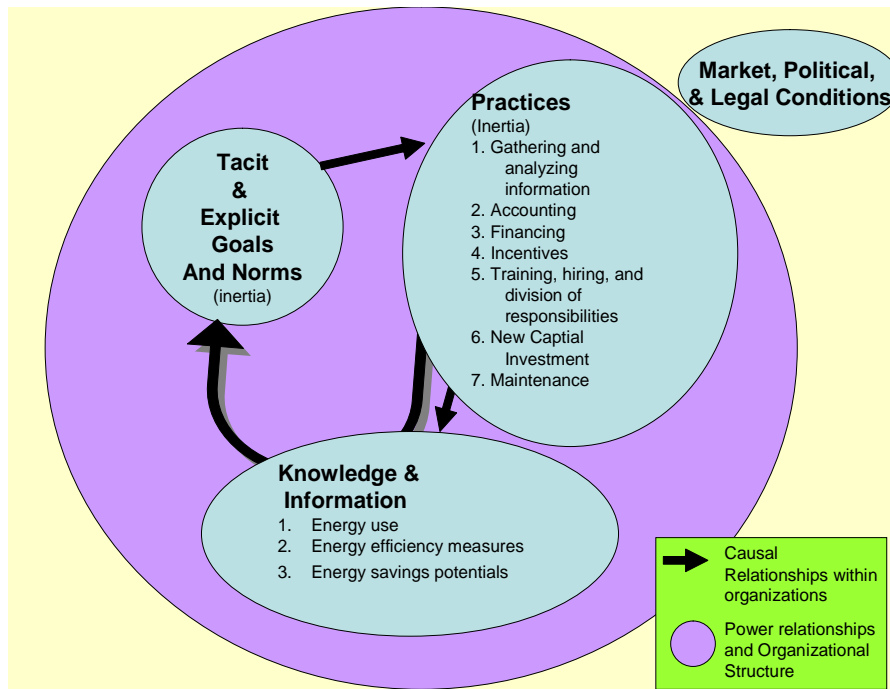 Market, Political,
& Legal Conditions
Practices
(Inertia)
1. Gathering and
analyzing
information
2. Accounting
3. Financing
4. Incentives
5. Training, hiring, and
division of
responsibilities
6. New Captial
Investment
7. Maintenance
Tacit
&
Explicit
Goals
And Norms
(inertia)
Knowledge &
Information
1. Energy use
2. Energy efficiency measures
3. Energy savings potentials
Causal
Relationships within
organizations
Power relationships
and Organizational
Structure